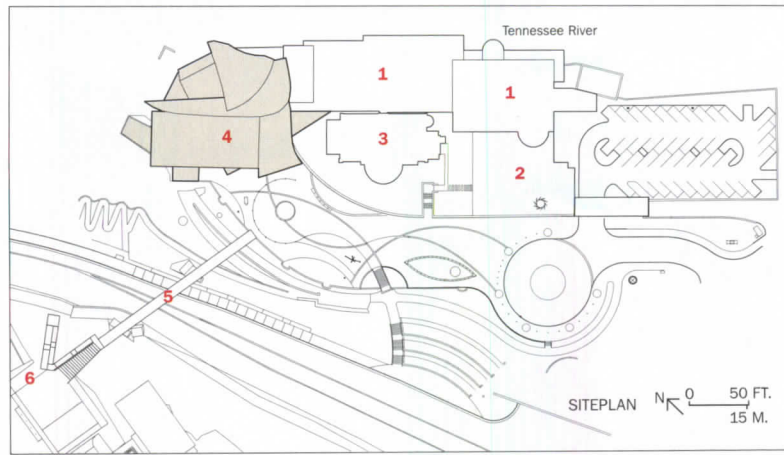 Tennessee River
1
1
3
4
2
5
6
SITEPLAN
N
0 50 FT.
15 M.